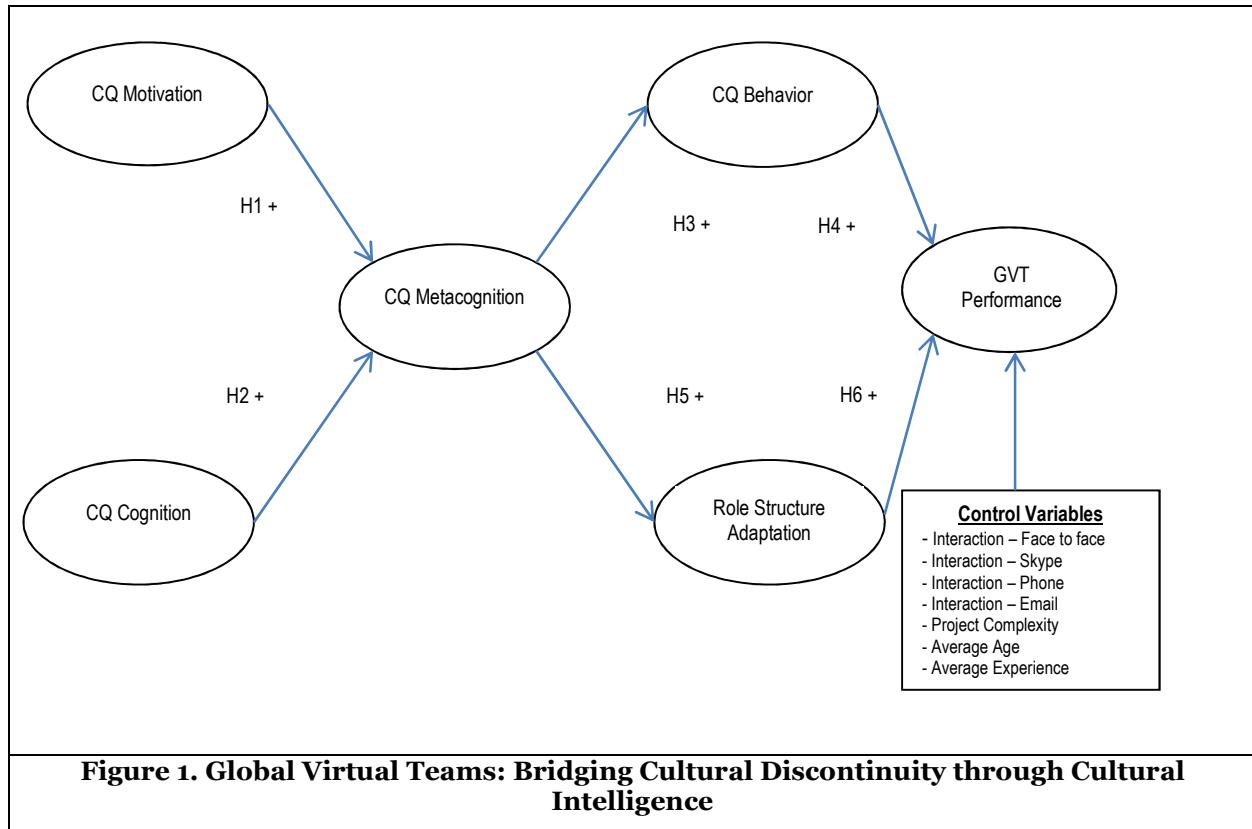 CQ Motivation
CQ Behavior
H1 +
H3 +
H4 +
CQ Metacognition
GVT
Performance
H2 +
H5 +
H6 +
CQ Cognition
Role Structure
Adaptation
Control Variables
- Interaction – Face to face
- Interaction – Skype
- Interaction – Phone
- Interaction – Email
- Project Complexity
- Average Age
- Average Experience
Figure 1. Global Virtual Teams: Bridging Cultural Discontinuity through Cultural
Intelligence